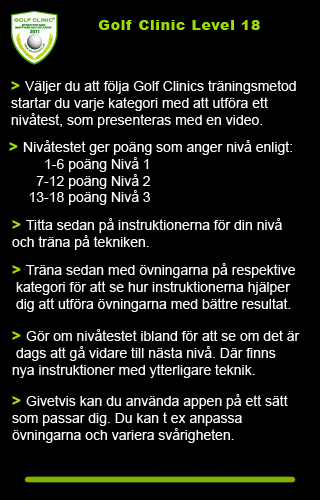 GOLF CLINIC
2011
Golf Clinic Level 18
> Väljer du att följa Golf Clinics träningsmetod
startar du varje kategori med att utföra ett
nivåtest, som presenteras med en video.
> Nivåtestet ger poäng som anger nivå enligt:
1-6 poäng Nivå 1
7-12 poäng Nivå 2
13-18 poäng Nivå 3
> Titta sedan på instruktionerna för din nivå
och träna på tekniken.
> Träna sedan med övningarna på respektive
kategori för att se hur instruktionerna hjälper
dig att utföra övningarna med bättre resultat.
> Gör om nivåtestet ibland för att se om det är
dags att gå vidare till nästa nivå. Där finns
nya instruktioner med ytterligare teknik.
> Givetvis kan du använda appen på ett sätt
som passar dig. Du kan t ex anpassa
övningarna och variera svårigheten.